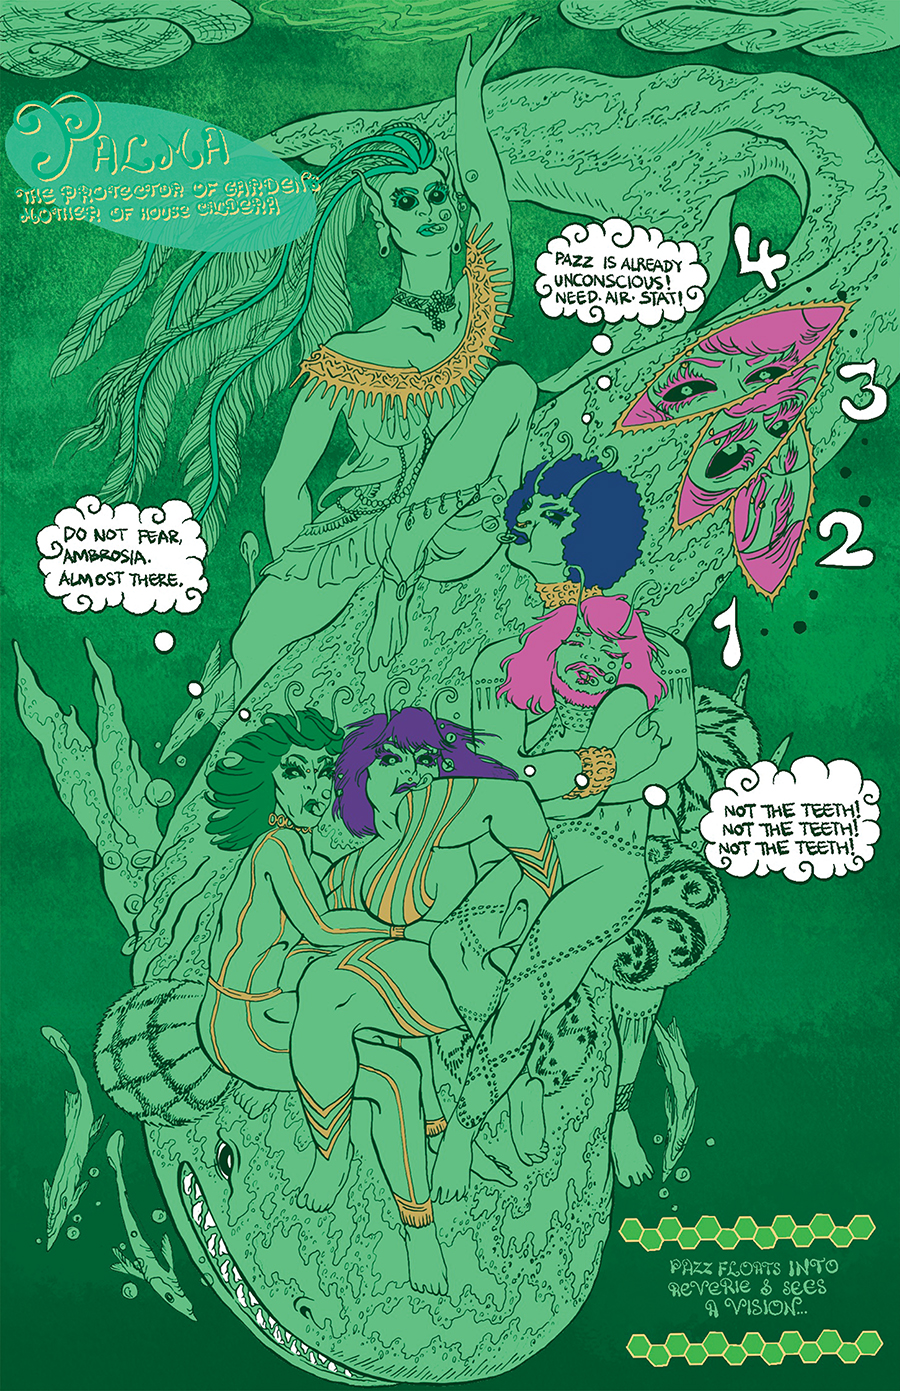 PALMA
THE PROTECTOR OF GARDENS
MOTHER OF HOUSE CALDERA
PAZZ IS ALREADY
UNCONSCIOUS!
NEED. AIR. STAT!
4
3
2
1
DO NOT FEAR,
AMBROSIA.
ALMOST THERE.
NOT THE TEETH!
NOT THE TEETH!
NOT THE TEETH!
PAZZ FLOATS INTO
REVERIE & SEES
A VISION...